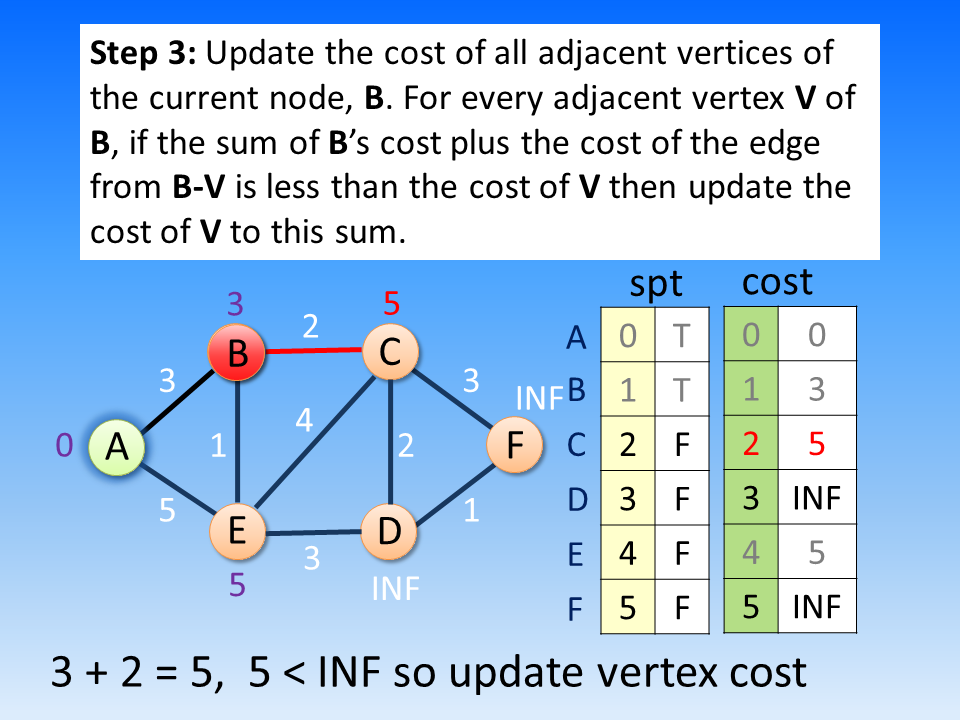 Step 3: Update the cost of all adjacent vertices of
the current node, B. For every adjacent vertex V of
B, if the sum of B’s cost plus the cost of the edge
from B-V is less than the cost of V then update the
cost of V to this sum.
spt cost
3 5
2
B C
3 3
INF
4
0 A 1 2 F
5 1
E D
3
5 INF
A 0 T 0 0
B 1 T 1 3
C 2 F 2 5
D 3 F 3 INF
E 4 F 4 5
F 5 F 5 INF
3 + 2 = 5, 5 < INF so update vertex cost